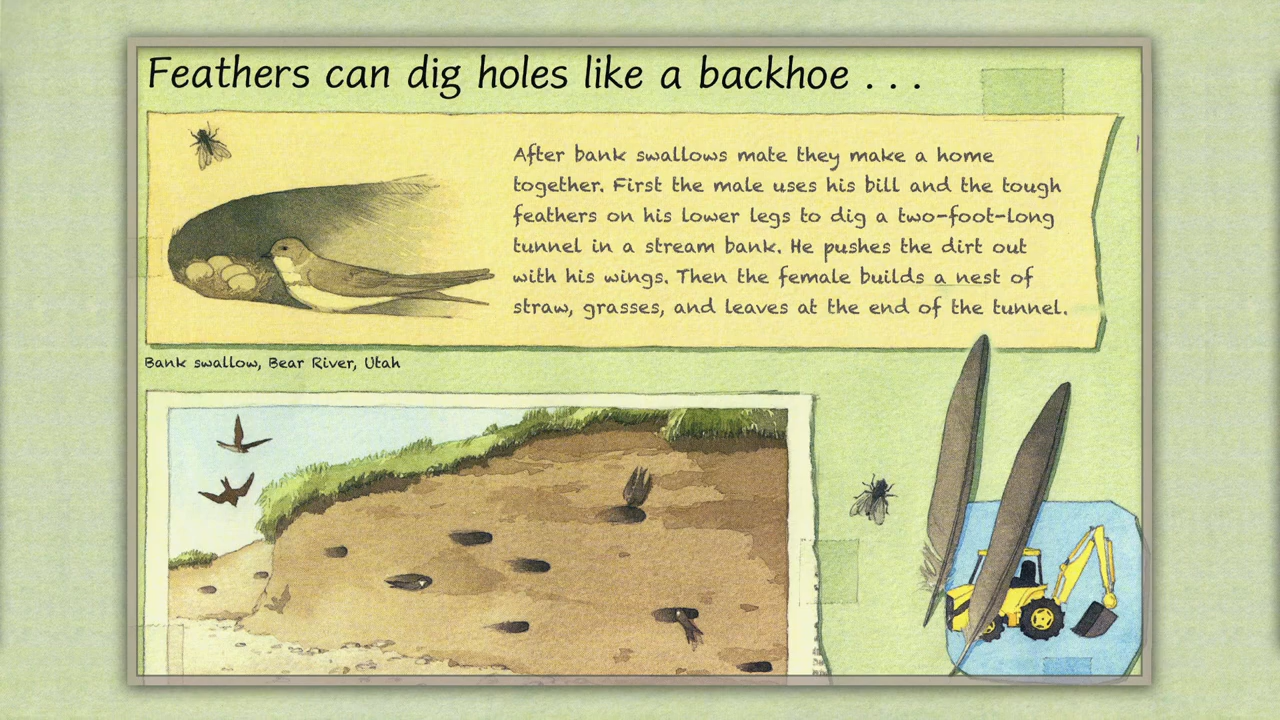 Feathers can dig holes like a backhoe . . .
After bank swallows mate they make a home
together. First the male uses his bill and the tough
feathers on his lower legs to dig a two-foot-long
tunnel in a stream bank. He pushes the dirt out
with his wings. Then the female builds a nest of
straw, grasses, and leaves at the end of the tunnel.
Bank swallow, Bear River, Utah